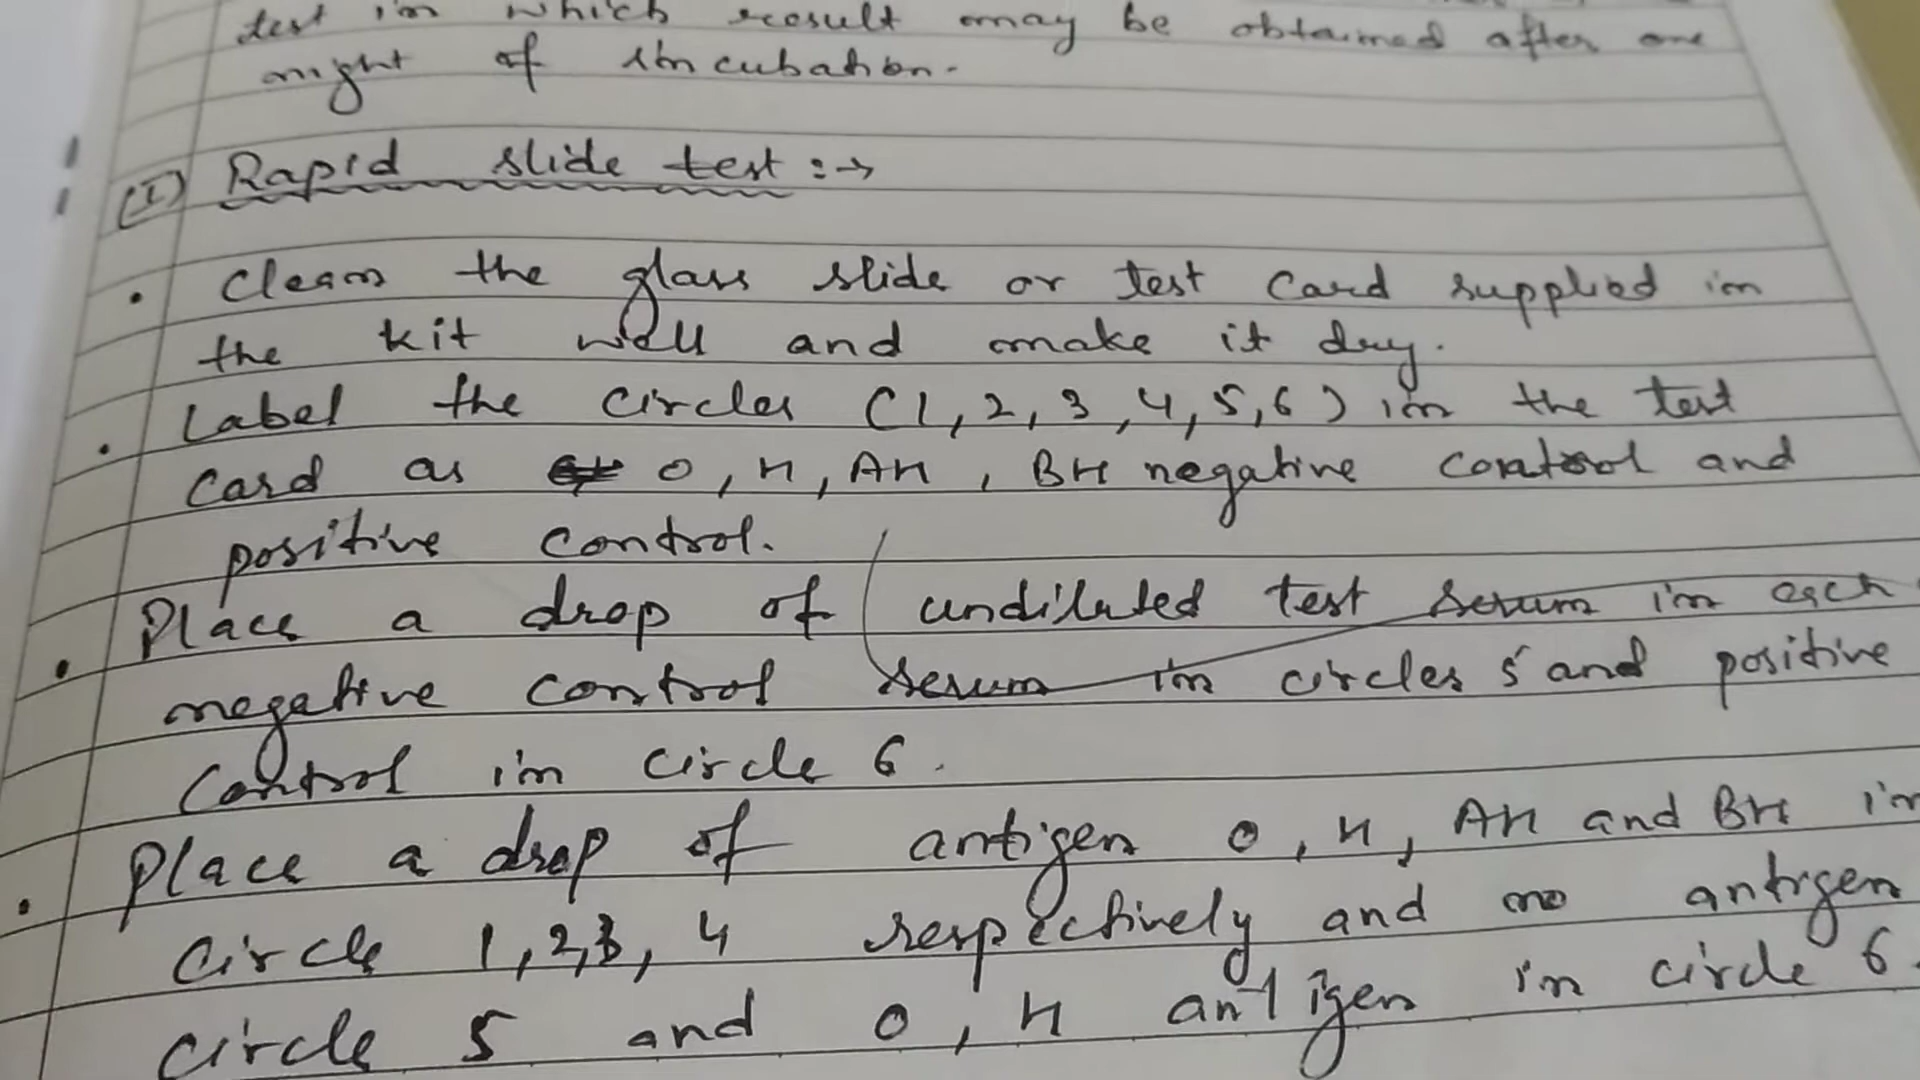 test in which result may be obtained after one
night of incubation.
(I) Rapid slide test :→
• Clean the glass slide or test card supplied in
the kit well and make it dry.
• Label the circles (1, 2, 3, 4, 5, 6) in the test
card as O, H, AH, BH negative control and
positive control.
• Place a drop of undiluted test serum in each
negative control serum in circles 5 and positive
control in circle 6.
• Place a drop of antigen O, H, AH and BH in
circle 1, 2, 3, 4 respectively and no antigen
circle 5 and O, H antigen in circle 6.